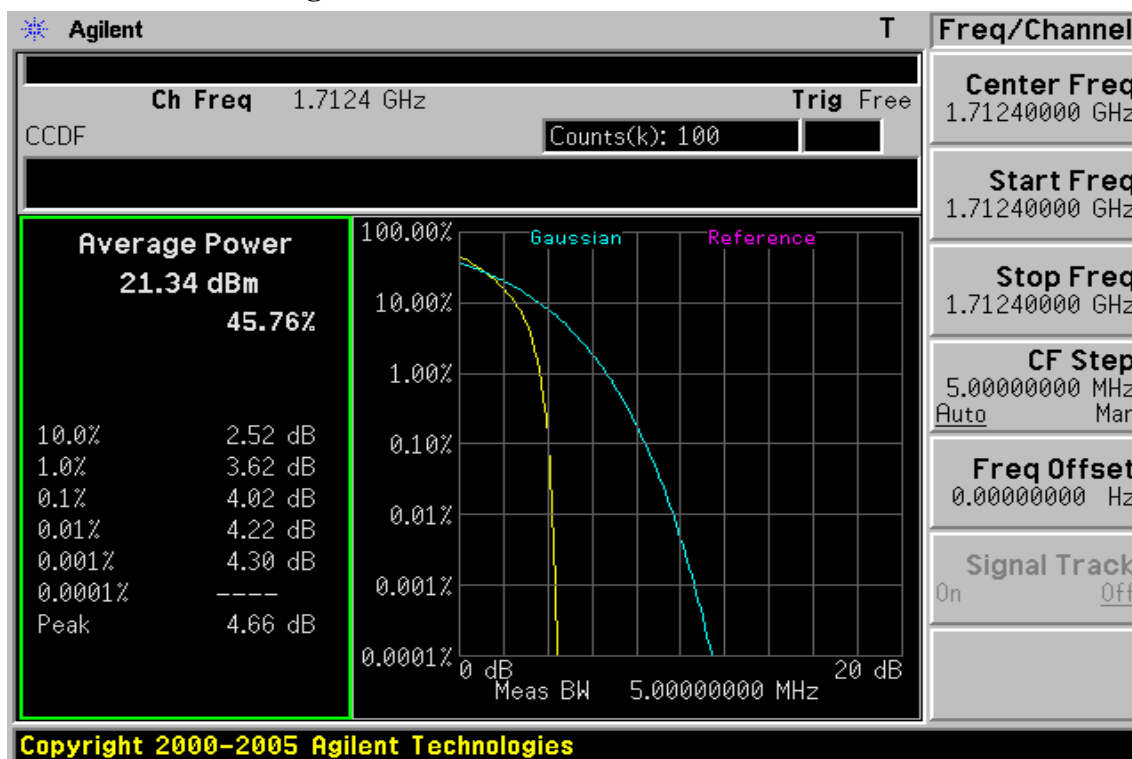 Agilent T
Freq/Channel
Ch Freq 1.7124 GHz Trig Free
CCDF Counts(k): 100
Center Freq
1.71240000 GHz
Start Freq
1.71240000 GHz
Stop Freq
1.71240000 GHz
CF Step
5.00000000 MHz
Auto Man
Freq Offset
0.00000000 Hz
Signal Track
On Off
Average Power
21.34 dBm
45.76%
10.0% 2.52 dB
1.0% 3.62 dB
0.1% 4.02 dB
0.01% 4.22 dB
0.001% 4.30 dB
0.0001% ----
Peak 4.66 dB
Gaussian Reference
100.00%
10.00%
1.00%
0.10%
0.01%
0.001%
0.0001%
0 dB 20 dB
Meas BW 5.00000000 MHz
Copyright 2000-2005 Agilent Technologies